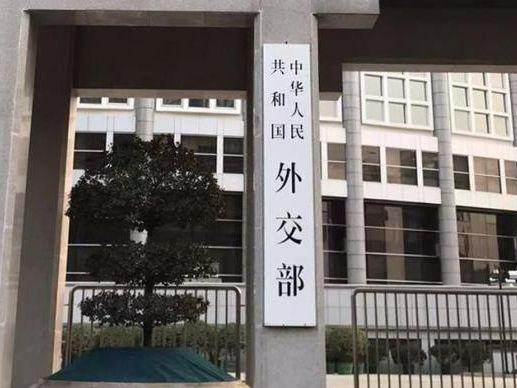 中华人民
共和国
外交部